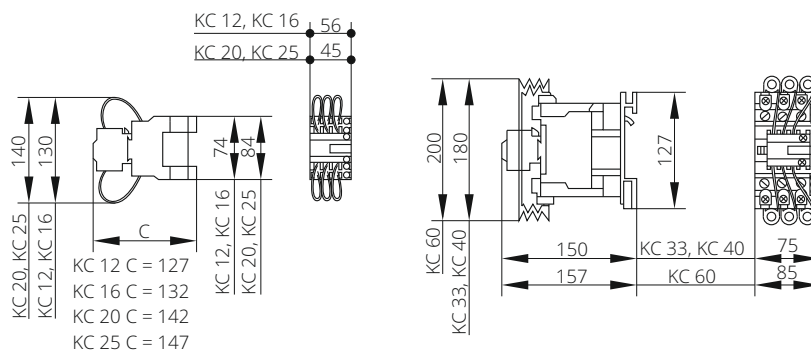 KC 12, KC 16 56
KC 20, KC 25 45
140
130
74
84
KC 20, KC 25
KC 12, KC 16
C
KC 12, KC 16
KC 20, KC 25
KC 12 C = 127
KC 16 C = 132
KC 20 C = 142
KC 25 C = 147
200
180
127
KC 60
KC 33, KC 40
150 KC 33, KC 40 75
157 KC 60 85